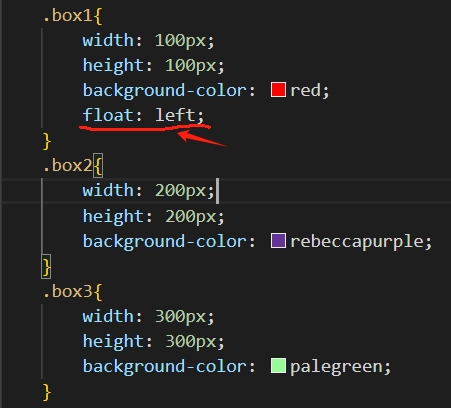 .box1{
width: 100px;
height: 100px;
background-color: red;
float: left;
}
.box2{
width: 200px;
height: 200px;
background-color: rebeccapurple;
}
.box3{
width: 300px;
height: 300px;
background-color: palegreen;
}